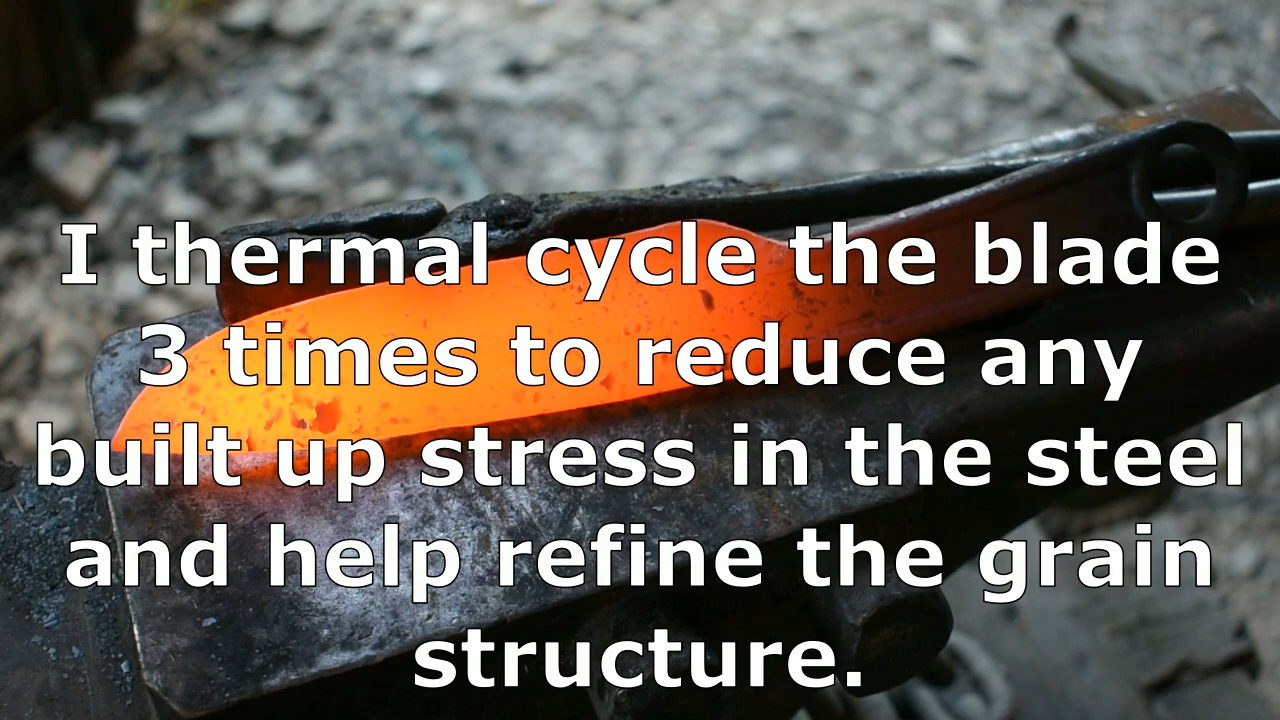 I thermal cycle the blade
3 times to reduce any
built up stress in the steel
and help refine the grain
structure.